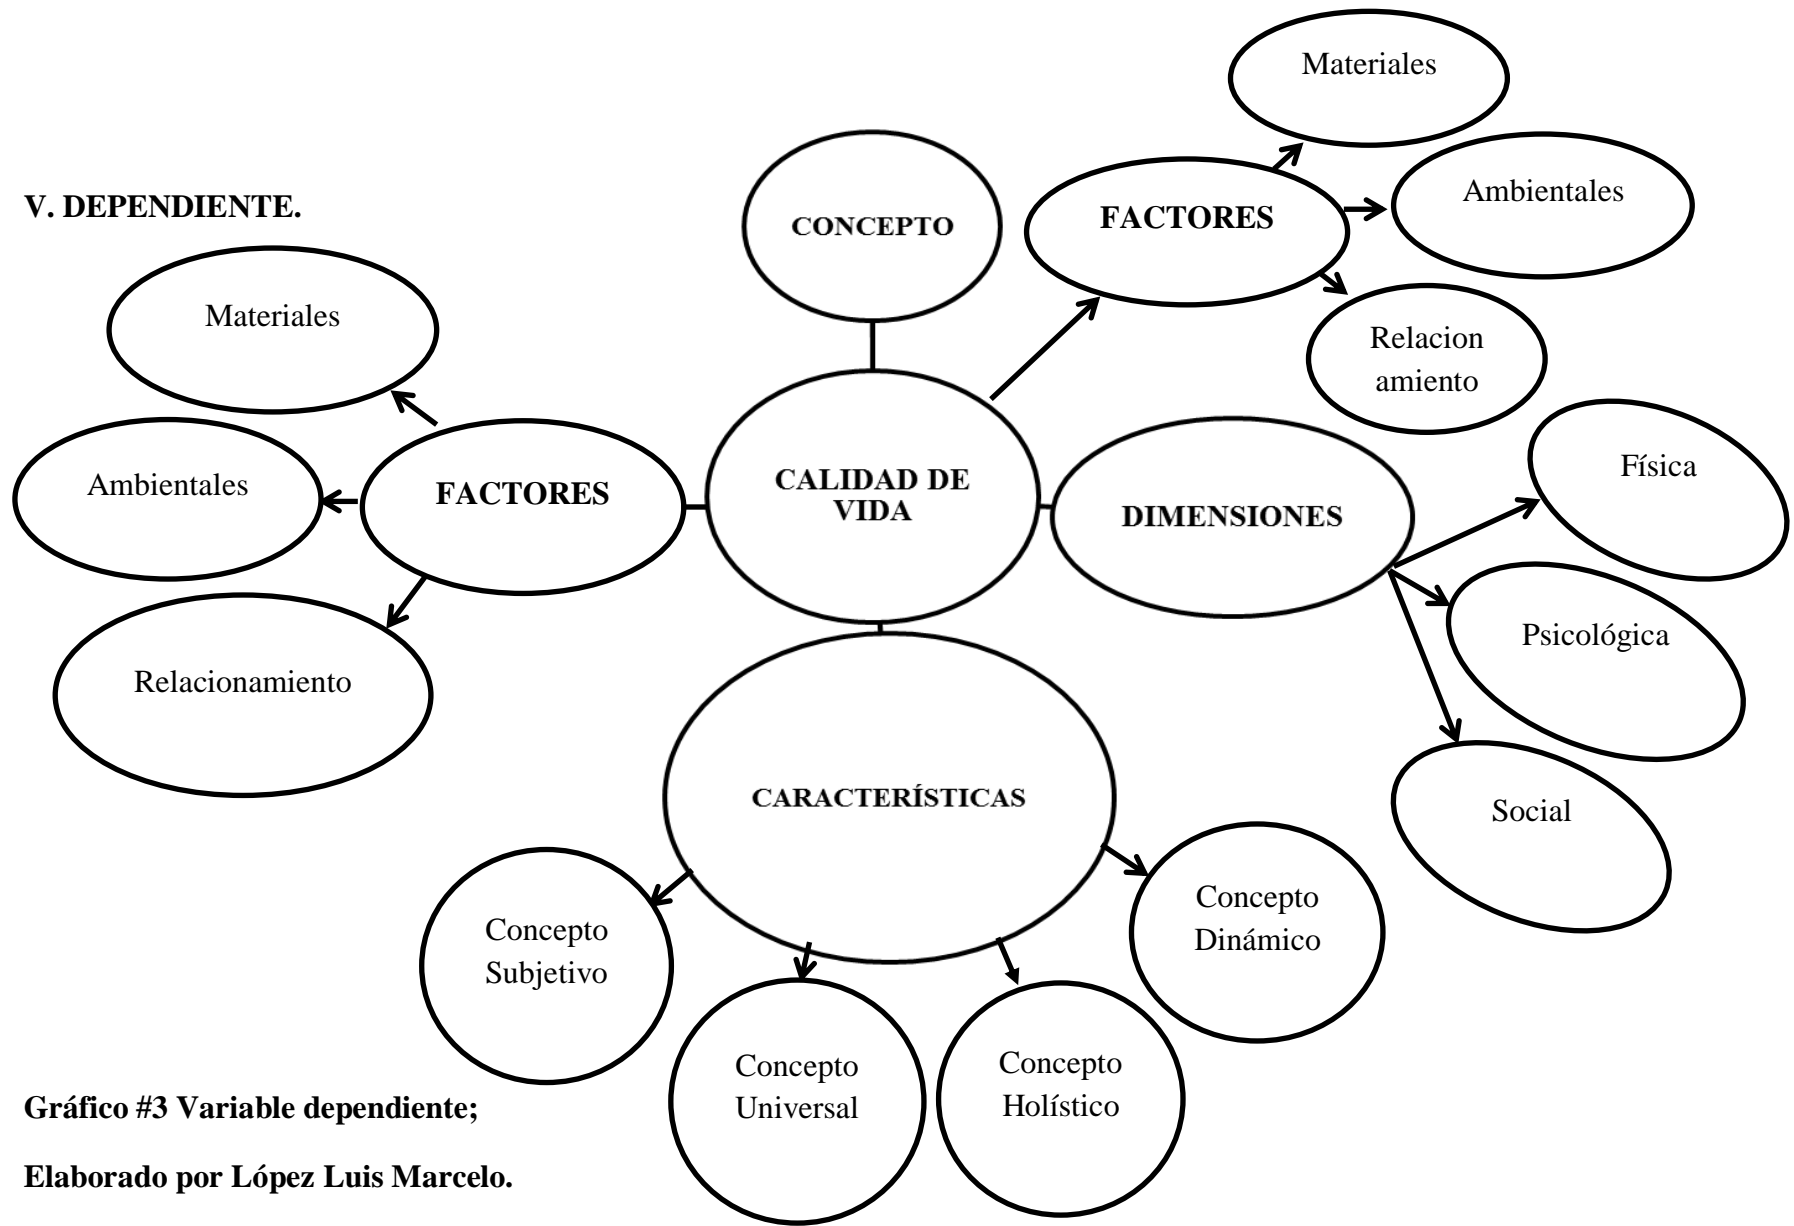 V. DEPENDIENTE.
CONCEPTO
FACTORES
Materiales
Ambientales
Relacion
amiento
Materiales
Ambientales
Relacionamiento
FACTORES
CALIDAD DE
VIDA
DIMENSIONES
Física
Psicológica
Social
CARACTERÍSTICAS
Concepto
Subjetivo
Concepto
Universal
Concepto
Holístico
Concepto
Dinámico
Gráfico #3 Variable dependiente;
Elaborado por López Luis Marcelo.